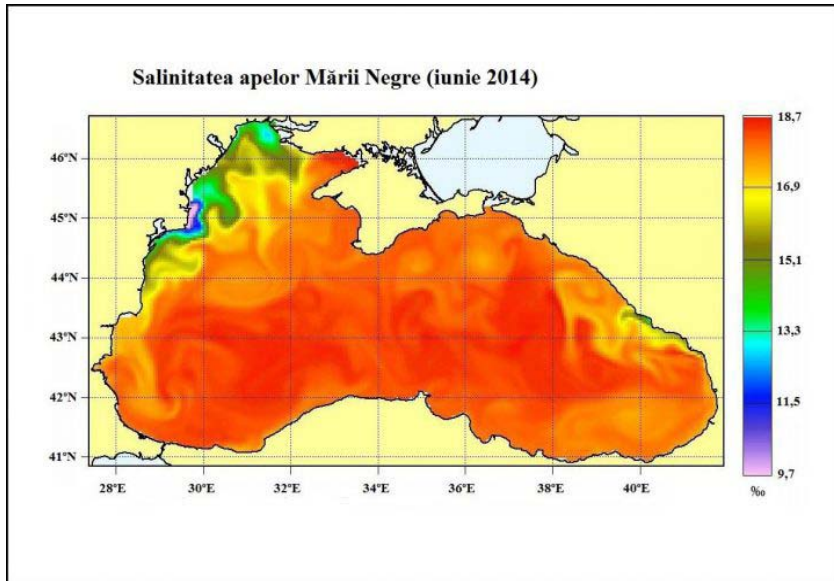 Salinitatea apelor Mării Negre (iunie 2014)
46°N
45°N
44°N
43°N
42°N
41°N
28°E
30°E
32°E
34°E
36°E
38°E
40°E
18,7
16,9
15,1
13,3
11,5
9,7
‰